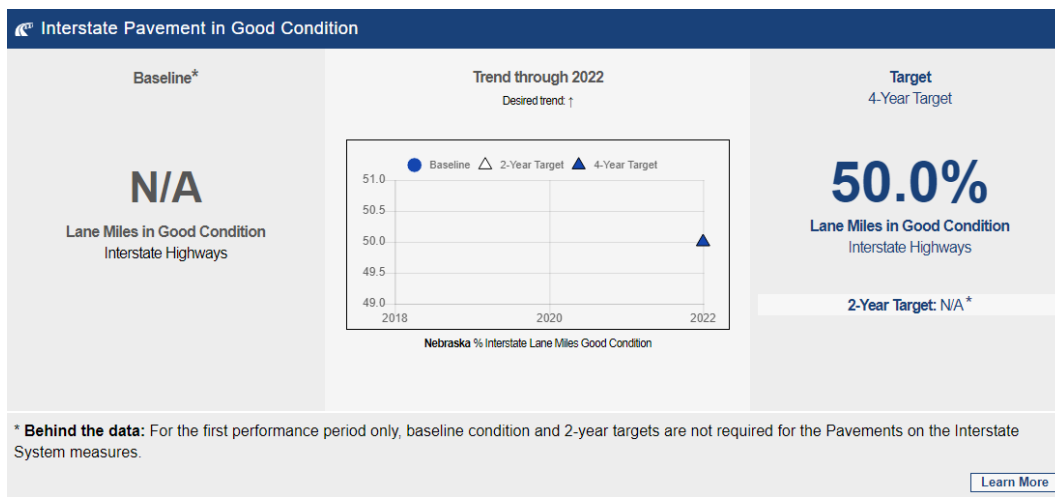 Interstate Pavement in Good Condition
Baseline*
N/A
Lane Miles in Good Condition
Interstate Highways
Trend through 2022
Desired trend: ↑
Baseline 2-Year Target 4-Year Target
51.0
50.5
50.0
49.5
49.0
2018 2020 2022
Nebraska % Interstate Lane Miles Good Condition
Target
4-Year Target
50.0%
Lane Miles in Good Condition
Interstate Highways
2-Year Target: N/A *
* Behind the data: For the first performance period only, baseline condition and 2-year targets are not required for the Pavements on the Interstate
System measures.
Learn More